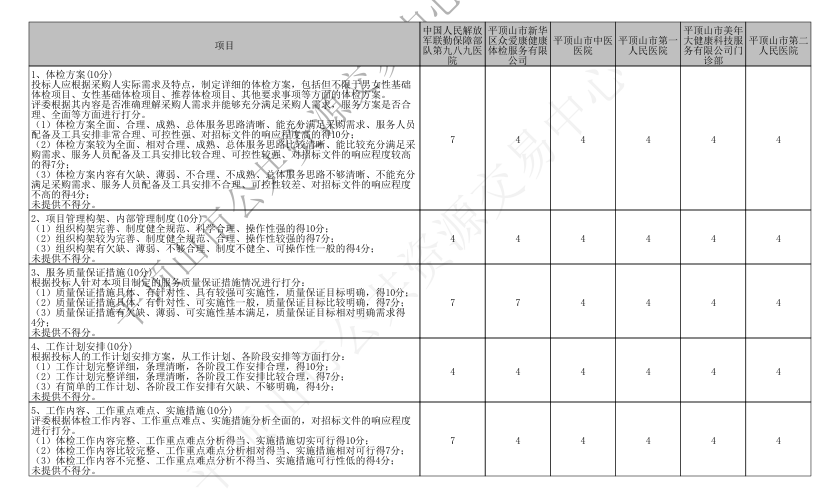 项目
中国人民解放
军联勤保障部
队第九八九医
院
平顶山市新华
区众爱康健康
体检服务有限
公司
平顶山市中医
医院
平顶山市第一
人民医院
平顶山市美年
大健康科技服
务有限公司门
诊部
平顶山市第二
人民医院
1、体检方案(10分)
投标人应根据采购人实际需求及特点，制定详细的体检方案，包括但不限于男女性基础
体检项目、女性基础体检项目、推荐体检项目、其他要求事项等方面的体检方案。
评委根据其内容是否准确理解采购人需求并能够充分满足采购人需求，服务方案是否合
理、全面等方面进行打分。
（1）体检方案全面、合理、成熟、总体服务思路清晰、能充分满足采购需求、服务人员
配备及工具安排非常合理、可控性强、对招标文件的响应程度高的得10分；
（2）体检方案较为全面、相对合理、成熟、总体服务思路比较清晰、能比较充分满足采
购需求、服务人员配备及工具安排比较合理、可控性较强、对招标文件的响应程度较高
的得7分；
（3）体检方案内容有欠缺、薄弱、不合理、不成熟、总体服务思路不够清晰、不能充分
满足采购需求、服务人员配备及工具安排不合理、可控性较差、对招标文件的响应程度
不高的得4分；
未提供不得分。
7 4 4 4 4 4
2、项目管理构架、内部管理制度(10分)
（1）组织构架完善、制度健全规范、科学合理、操作性强的得10分；
（2）组织构架较为完善、制度健全规范、合理、操作性较强的得7分；
（3）组织构架有欠缺、薄弱、不够合理、制度不健全、可操作性一般的得4分；
未提供不得分。
4 4 4 4 4 4
3、服务质量保证措施(10分)
根据投标人针对本项目制定的服务质量保证措施情况进行打分：
（1）质量保证措施具体、有针对性、具有较强可实施性，质量保证目标明确，得10分；
（2）质量保证措施具体、有针对性、可实施性一般，质量保证目标比较明确，得7分；
（3）质量保证措施有欠缺、薄弱、可实施性基本满足，质量保证目标相对明确需求得
4分；
未提供不得分。
7 7 4 4 4 4
4、工作计划安排(10分)
根据投标人的工作计划安排方案，从工作计划、各阶段安排等方面打分：
（1）工作计划完整详细，条理清晰，各阶段工作安排合理，得10分；
（2）工作计划完整详细，条理清晰，各阶段工作安排比较合理，得7分；
（3）有简单的工作计划、各阶段工作安排有欠缺、不够明确，得4分；
未提供不得分。
4 4 4 4 4 4
5、工作内容、工作重点难点、实施措施(10分)
评委根据体检工作内容、工作重点难点、实施措施分析全面的，对招标文件的响应程度
进行打分。
（1）体检工作内容完整、工作重点难点分析得当、实施措施切实可行得10分；
（2）体检工作内容比较完整、工作重点难点分析相对得当、实施措施相对可行得7分；
（3）体检工作内容不完整、工作重点难点分析不得当、实施措施可行性低的得4分；
未提供不得分。
7 4 4 4 4 4
平顶山市公共资源交易中心
平顶山市公共资源交易中心